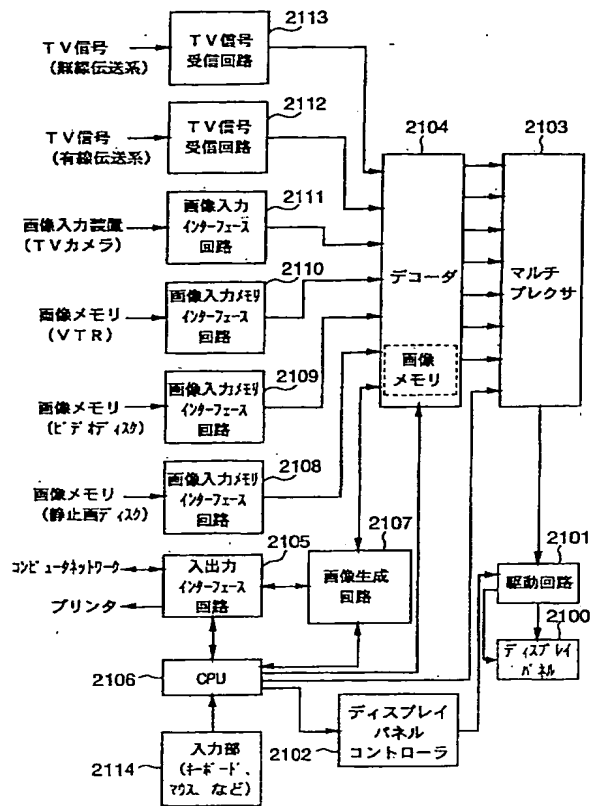 2113
TV信号
(無線伝送系)
TV信号
受信回路
2112
TV信号
(有線伝送系)
TV信号
受信回路
2104
2103
2111
画像入力装置
(TVカメラ)
画像入力
インターフェース
回路
デコーダ
マルチ
プレクサ
2110
画像メモリ
(VTR)
画像入力メモリ
インターフェース
回路
画像
メモリ
2109
画像メモリ
(ビデオディスク)
画像入力メモリ
インターフェース
回路
2108
画像メモリ
(静止画ディスク)
画像入力メモリ
インターフェース
回路
2107
2105
2101
コンピュータネットワーク
プリンタ
入出力
インターフェース
回路
画像生成
回路
駆動回路
2100
ディスプレイ
パネル
2106
CPU
ディスプレイ
パネル
コントローラ
2102
入力部
(キーボード、
マウス、など)
2114